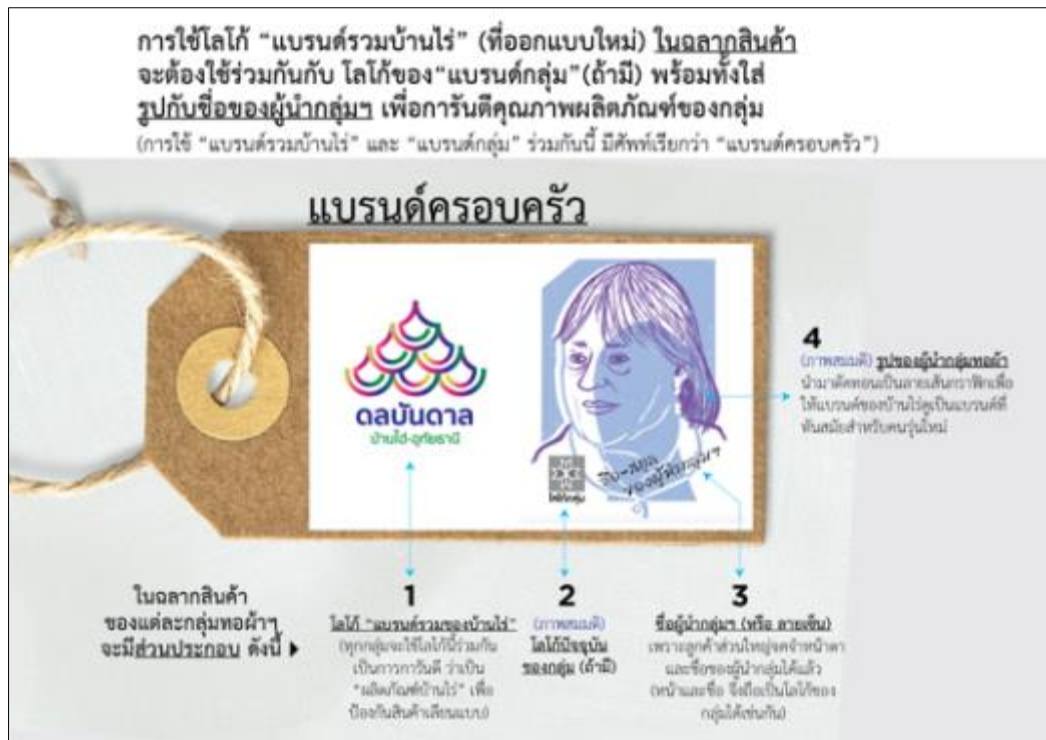 การใช้โลโก้ “แบรนด์รวมบ้านไร่” (ที่ออกแบบใหม่) ในฉลากสินค้า
จะต้องใช้ร่วมกันกับ โลโก้ของ“แบรนด์กลุ่ม”(ถ้ามี) พร้อมทั้งใส่
รูปกับชื่อของผู้นำกลุ่มฯ เพื่อการันตีคุณภาพผลิตภัณฑ์ของกลุ่ม
(การใช้ “แบรนด์รวมบ้านไร่” และ “แบรนด์กลุ่ม” ร่วมกันนี้ มีศัพท์เรียกว่า “แบรนด์ครอบครัว”)
แบรนด์ครอบครัว
ดลบันดาล
บ้านไร่-อุทัยธานี
โลโก้กลุ่ม
ชื่อ-สกุล
ของผู้นำกลุ่มฯ
4
(ภาพสมมติ) รูปของผู้นำกลุ่มทอผ้า
นำมาตัดทอนเป็นลายเส้นกราฟิกเพื่อ
ให้แบรนด์ของบ้านไร่ดูเป็นแบรนด์ที่
ทันสมัยสำหรับคนรุ่นใหม่
ในฉลากสินค้า
ของแต่ละกลุ่มทอผ้าฯ
จะมีส่วนประกอบ ดังนี้
1
โลโก้ “แบรนด์รวมของบ้านไร่”
(ทุกกลุ่มจะใช้โลโก้นี้ร่วมกัน
เป็นการการันตี ว่าเป็น
“ผลิตภัณฑ์บ้านไร่” เพื่อ
ป้องกันสินค้าเลียนแบบ)
2
(ภาพสมมติ)
โลโก้ปัจจุบัน
ของกลุ่ม (ถ้ามี)
3
ชื่อผู้นำกลุ่มฯ (หรือ ลายเซ็น)
เพราะลูกค้าส่วนใหญ่จดจำหน้าตา
และชื่อของผู้นำกลุ่มได้แล้ว
(หน้าและชื่อ จึงถือเป็นโลโก้ของ
กลุ่มได้เช่นกัน)